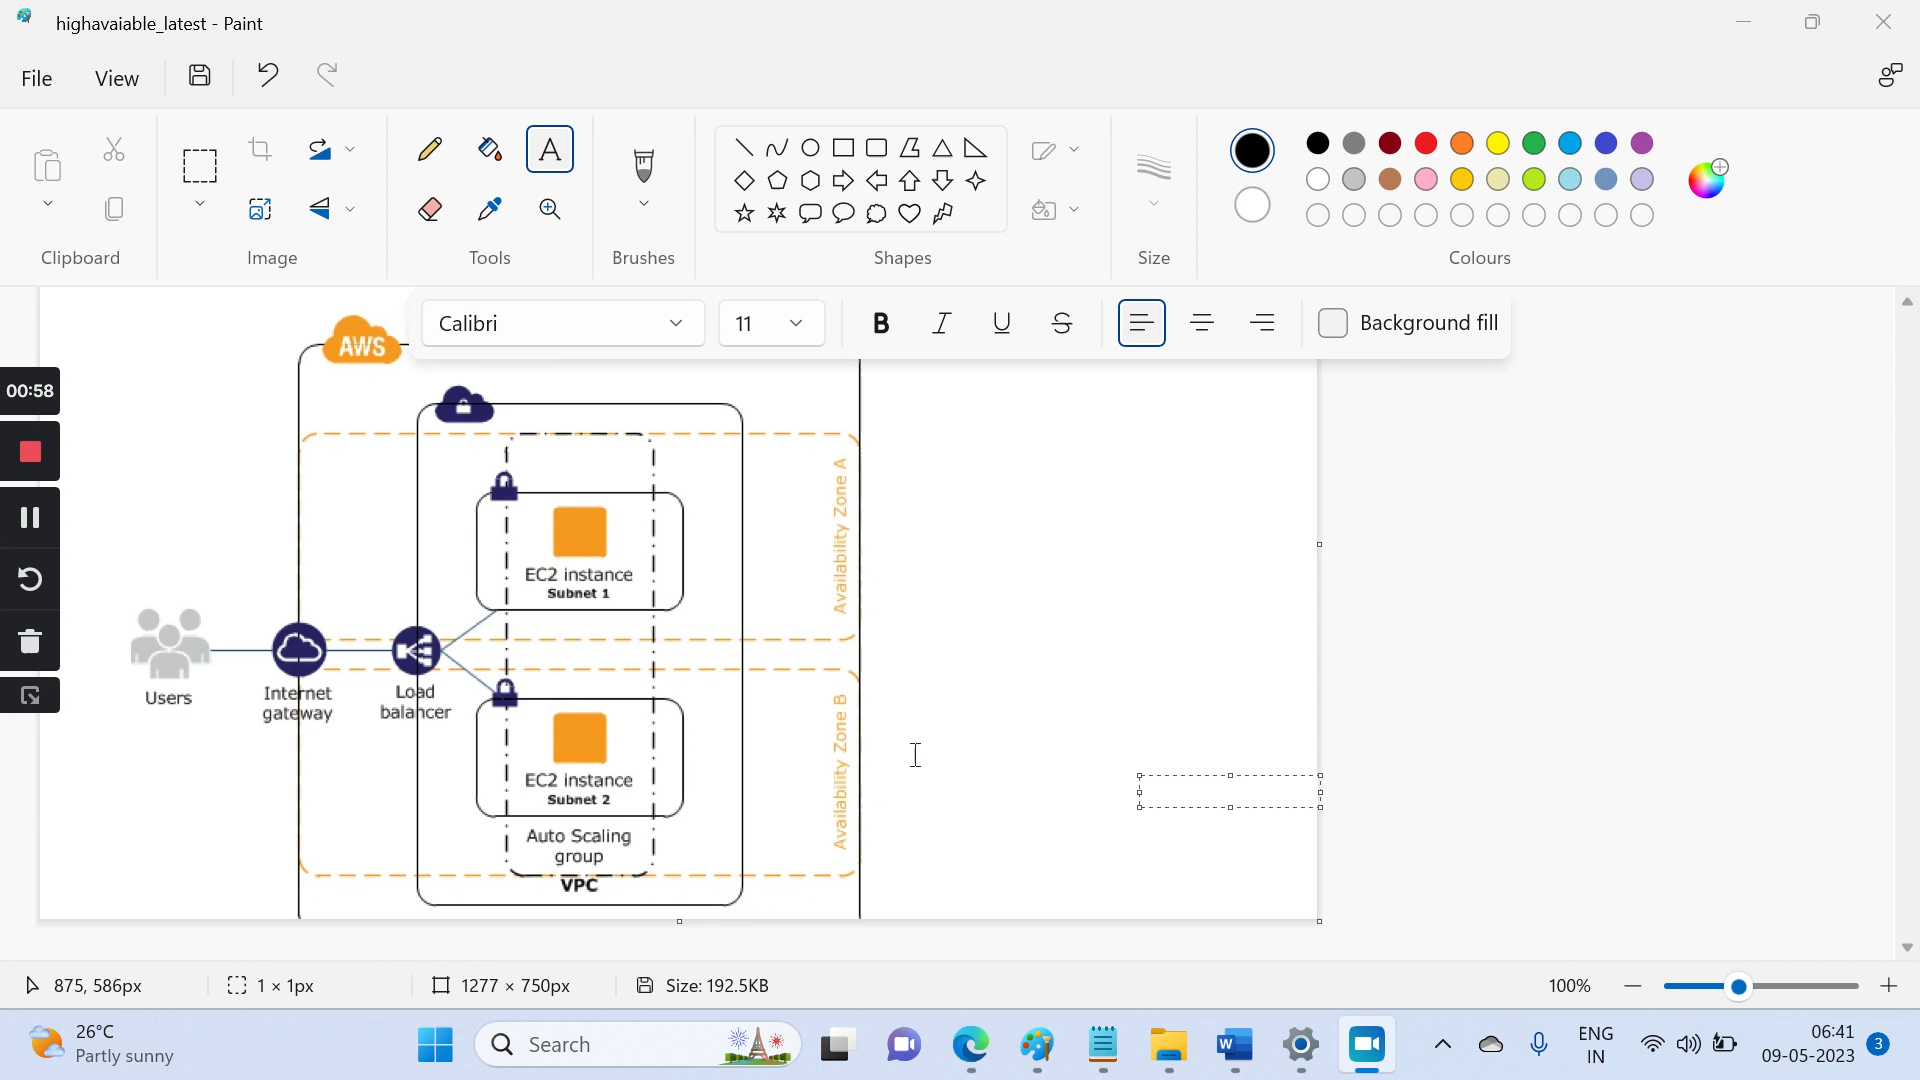 highavaiable_latest - Paint
File
View
Clipboard
Image
Tools
Brushes
Shapes
Size
Colours
Calibri
11
B
I
U
S
Background fill
AWS
00:58
Availability Zone A
EC2 instance
Subnet 1
Users
Internet
gateway
Load
balancer
Availability Zone B
EC2 instance
Subnet 2
Auto Scaling
group
VPC
875, 586px
1 × 1px
1277 × 750px
Size: 192.5KB
100%
26°C
Partly sunny
Search
ENG
IN
06:41
09-05-2023
3